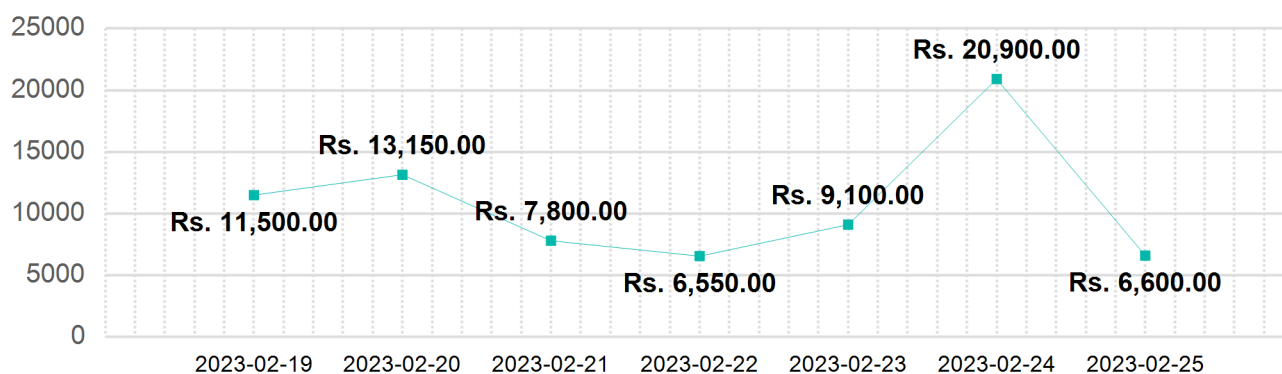 25000
Rs. 20,900.00
20000
15000
Rs. 13,150.00
Rs. 11,500.00
Rs. 7,800.00
Rs. 9,100.00
10000
Rs. 6,550.00
Rs. 6,600.00
5000
0
2023-02-19 2023-02-20 2023-02-21 2023-02-22 2023-02-23 2023-02-24 2023-02-25